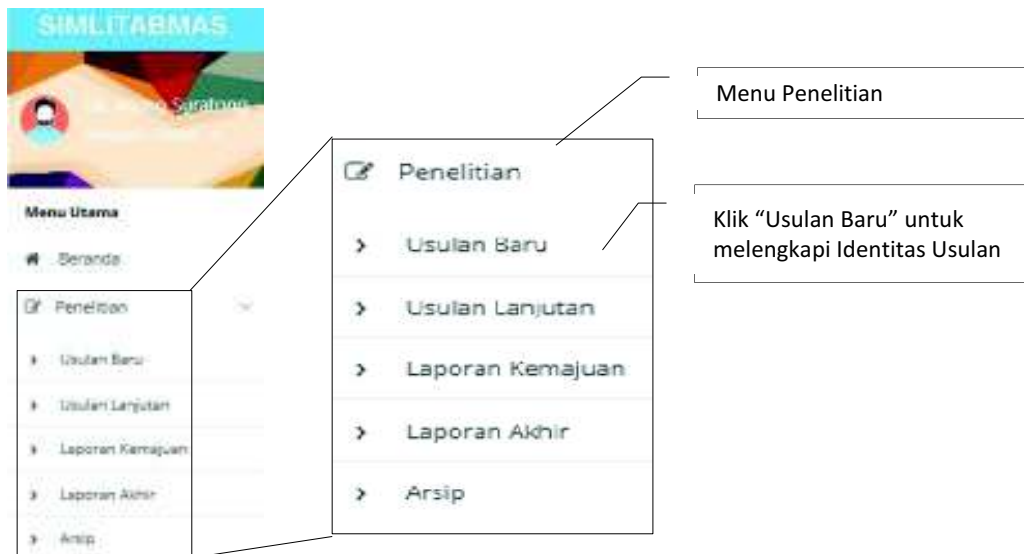 SIMLITABMAS
Menu Utama
Beranda
Penelitian
Usulan Baru
Usulan Lanjutan
Laporan Kemajuan
Laporan Akhir
Arsip
Penelitian
Usulan Baru
Usulan Lanjutan
Laporan Kemajuan
Laporan Akhir
Arsip
Menu Penelitian
Klik “Usulan Baru” untuk
melengkapi Identitas Usulan